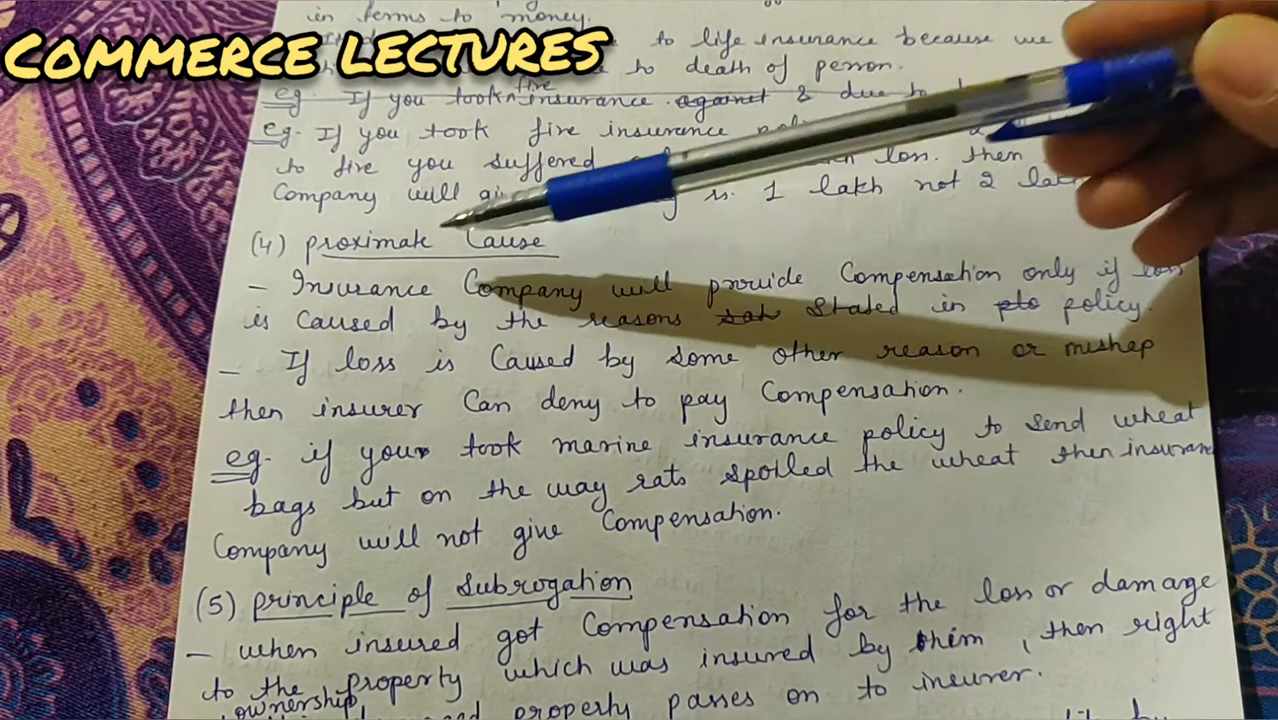 COMMERCE LECTURES
in terms to money.
to life insurance because we
to death of person.
fire
eg. If you took insurance against & due to
eg. If you took fire insurance
to fire you suffered loss. then
Company will rs. 1 lakh not 2 lakh
(4) proximate Cause
- Insurance Company will provide Compensation only if loss
is caused by the reasons stated in policy.
- If loss is Caused by some other reason or mishap
then insurer Can deny to pay Compensation.
eg. if your took marine insurance policy to send wheat
bags but on the way rats spoiled the wheat then insurance
Company will not give Compensation.
(5) principle of Subrogation
- when insured got Compensation for the loss or damage
to the property which was insured by them, then right
ownership
property passes on to insurer.